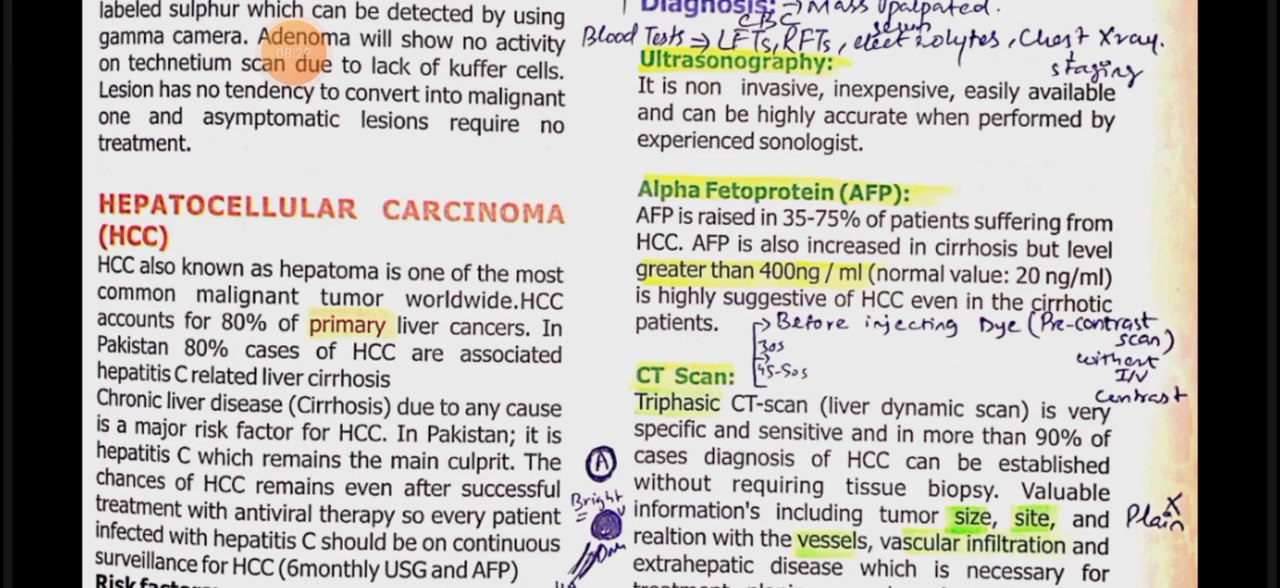 labeled sulphur which can be detected by using
gamma camera. Adenoma will show no activity
on technetium scan due to lack of kuffer cells.
Lesion has no tendency to convert into malignant
one and asymptomatic lesions require no
treatment.
HEPATOCELLULAR CARCINOMA
(HCC)
HCC also known as hepatoma is one of the most
common malignant tumor worldwide.HCC
accounts for 80% of primary liver cancers. In
Pakistan 80% cases of HCC are associated
hepatitis C related liver cirrhosis
Chronic liver disease (Cirrhosis) due to any cause
is a major risk factor for HCC. In Pakistan; it is
hepatitis C which remains the main culprit. The
chances of HCC remains even after successful
treatment with antiviral therapy so every patient
infected with hepatitis C should be on continuous
surveillance for HCC (6monthly USG and AFP)
08:22
Diagnosis: → Mass palpated.
CBC
Blood Tests ⇒ LFTs, RFTs, electrolytes, Chest Xray.
staging
Ultrasonography:
It is non invasive, inexpensive, easily available
and can be highly accurate when performed by
experienced sonologist.
Alpha Fetoprotein (AFP):
AFP is raised in 35-75% of patients suffering from
HCC. AFP is also increased in cirrhosis but level
greater than 400ng / ml (normal value: 20 ng/ml)
is highly suggestive of HCC even in the cirrhotic
patients.
→ Before injecting Dye (Pre-contrast
scan)
30s
without
I/V
contrast
CT Scan:
Triphasic CT-scan (liver dynamic scan) is very
specific and sensitive and in more than 90% of
cases diagnosis of HCC can be established
without requiring tissue biopsy. Valuable
information's including tumor size, site, and
realtion with the vessels, vascular infiltration and
extrahepatic disease which is necessary for
A
Bright
Plain